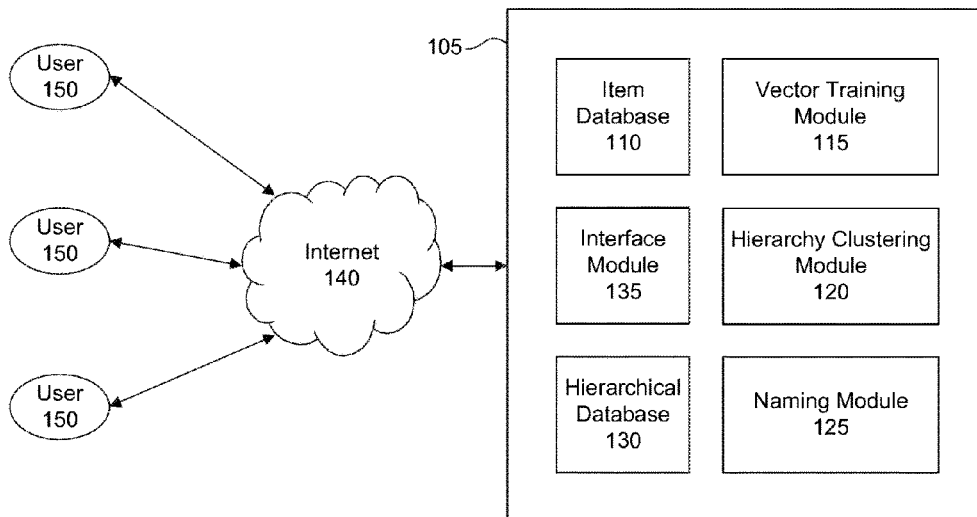 105
User
150
User
150
User
150
Internet
140
Item
Database
110
Vector Training
Module
115
Interface
Module
135
Hierarchy Clustering
Module
120
Hierarchical
Database
130
Naming Module
125